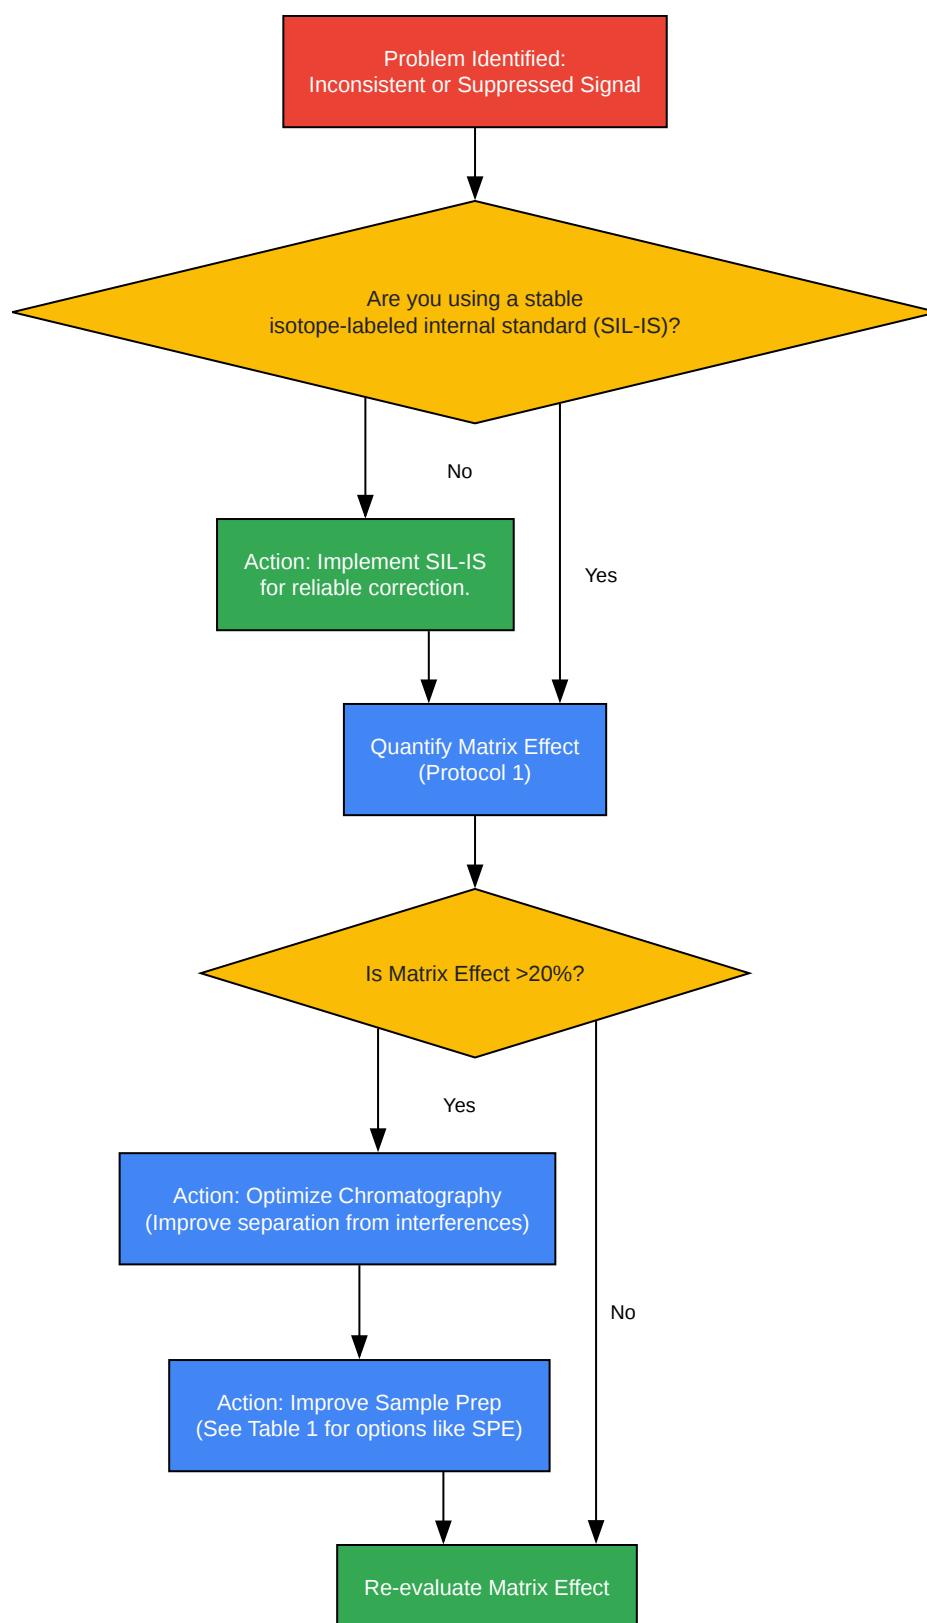 Problem Identified:
Inconsistent or Suppressed Signal
Are you using a stable
isotope-labeled internal standard (SIL-IS)?
No
Action: Implement SIL-IS
for reliable correction.
Yes
Quantify Matrix Effect
(Protocol 1)
Is Matrix Effect >20%?
Yes
Action: Optimize Chromatography
(Improve separation from interferences)
No
Action: Improve Sample Prep
(See Table 1 for options like SPE)
Re-evaluate Matrix Effect